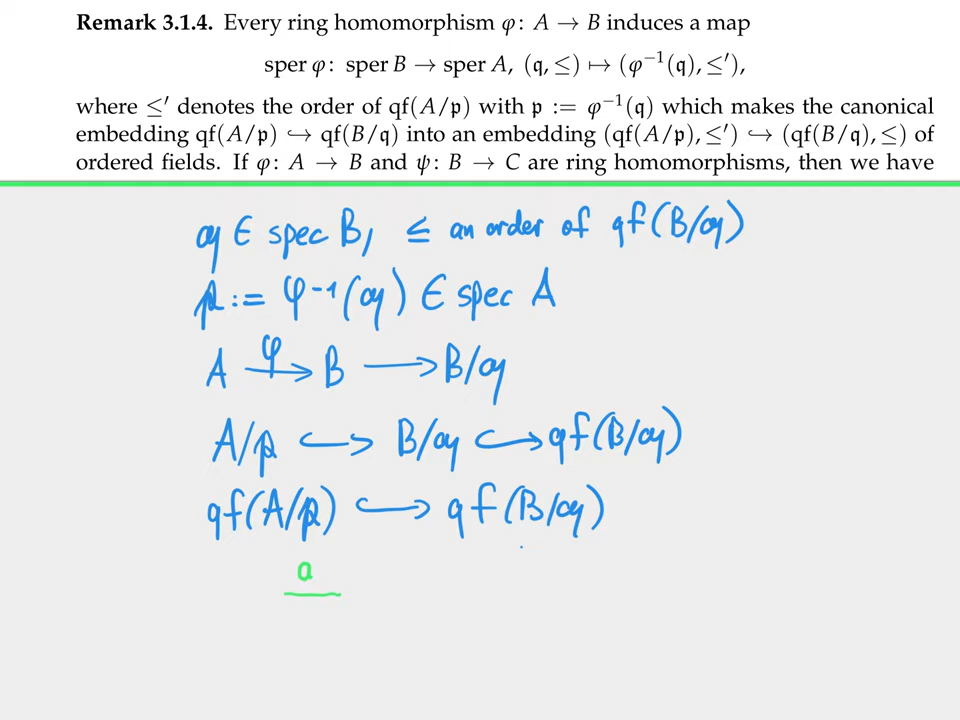 Remark 3.1.4. Every ring homomorphism φ: A → B induces a map
sper φ: sper B → sper A, (𝔮, ≤) ↦ (φ⁻¹(𝔮), ≤′),
where ≤′ denotes the order of qf(A/𝔭) with 𝔭 := φ⁻¹(𝔮) which makes the canonical
embedding qf(A/𝔭) ↪ qf(B/𝔮) into an embedding (qf(A/𝔭), ≤′) ↪ (qf(B/𝔮), ≤) of
ordered fields. If φ: A → B and ψ: B → C are ring homomorphisms, then we have
𝔮 ∈ spec B, ≤ an order of qf(B/𝔮)
𝔭 := φ⁻¹(𝔮) ∈ spec A
A →^φ B ⟶ B/𝔮
A/𝔭 ↪ B/𝔮 ↪ qf(B/𝔮)
qf(A/𝔭) ↪ qf(B/𝔮)
a